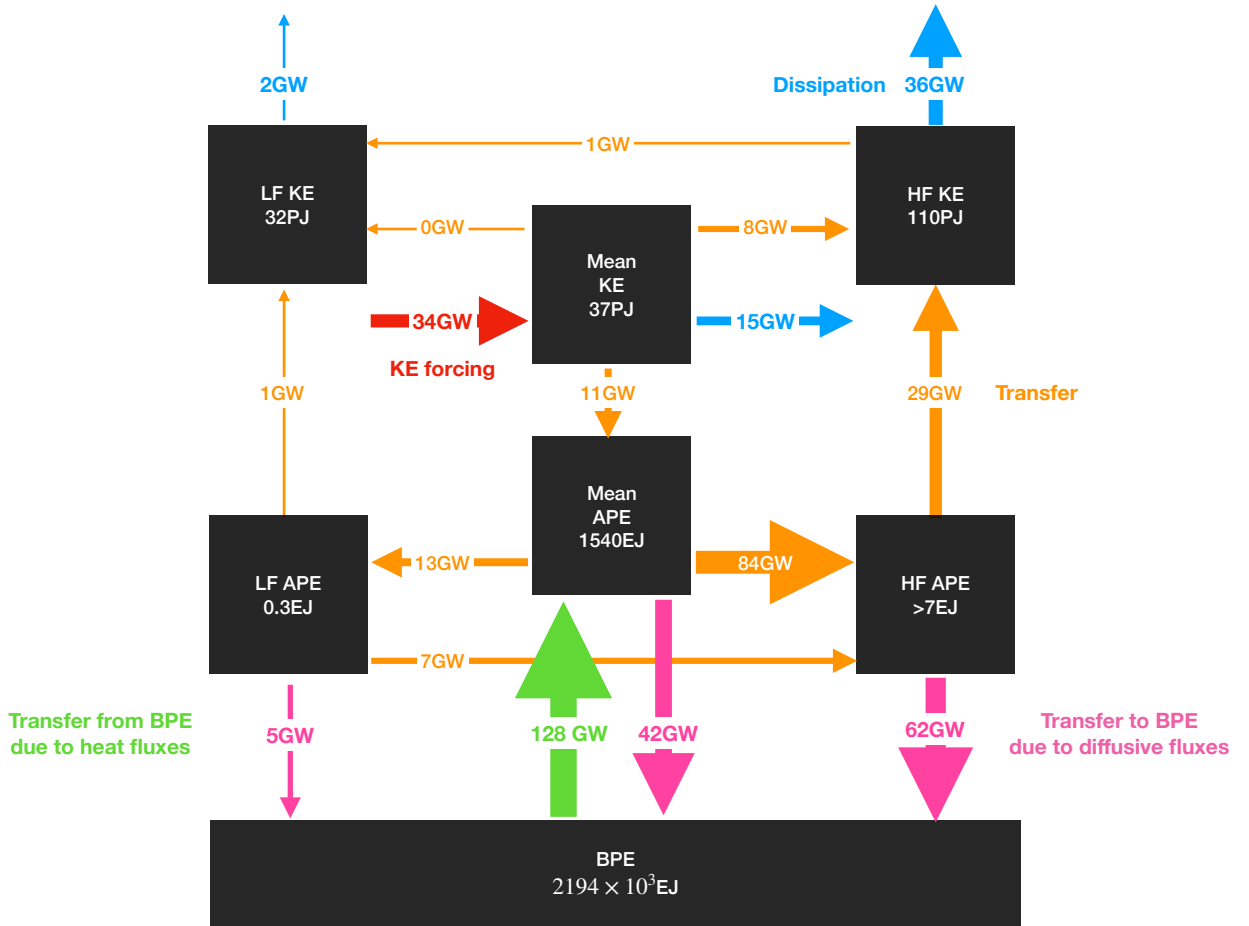 2GW
Dissipation 36GW
1GW
LF KE
32PJ
HF KE
110PJ
0GW
8GW
Mean
KE
37PJ
34GW
15GW
KE forcing
1GW
11GW
29GW
Transfer
Mean
APE
1540EJ
13GW
84GW
LF APE
0.3EJ
HF APE
>7EJ
7GW
Transfer from BPE
due to heat fluxes
5GW
128 GW
42GW
62GW
Transfer to BPE
due to diffusive fluxes
BPE
2194 × 10³EJ